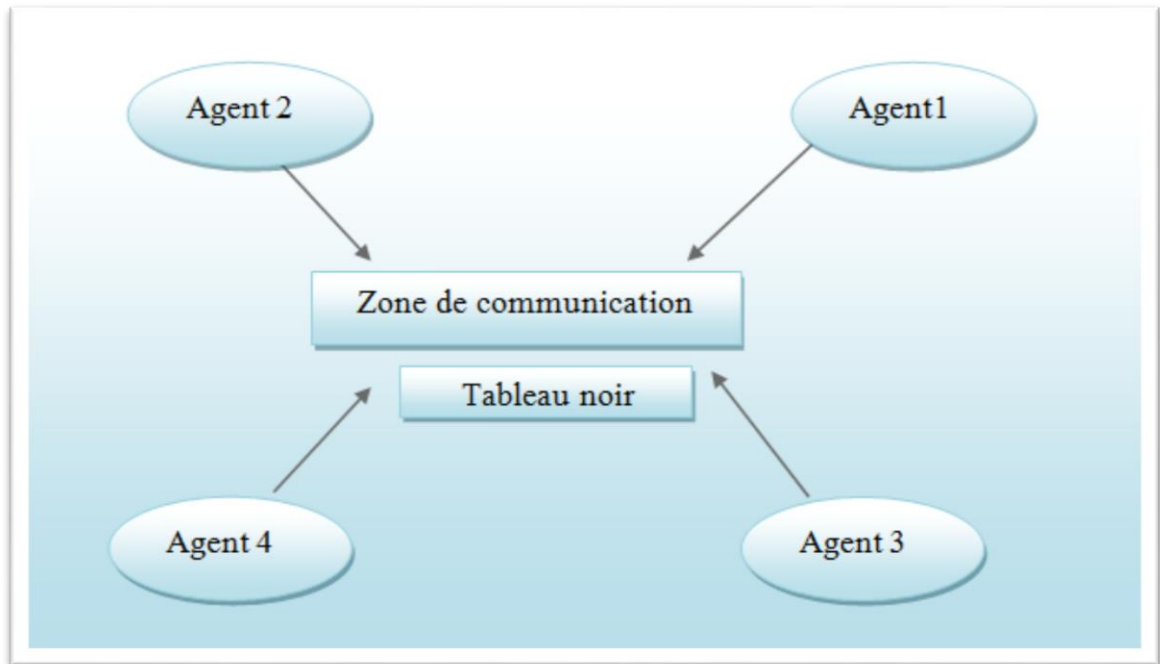 Agent 2
Agent1
Zone de communication
Tableau noir
Agent 4
Agent 3